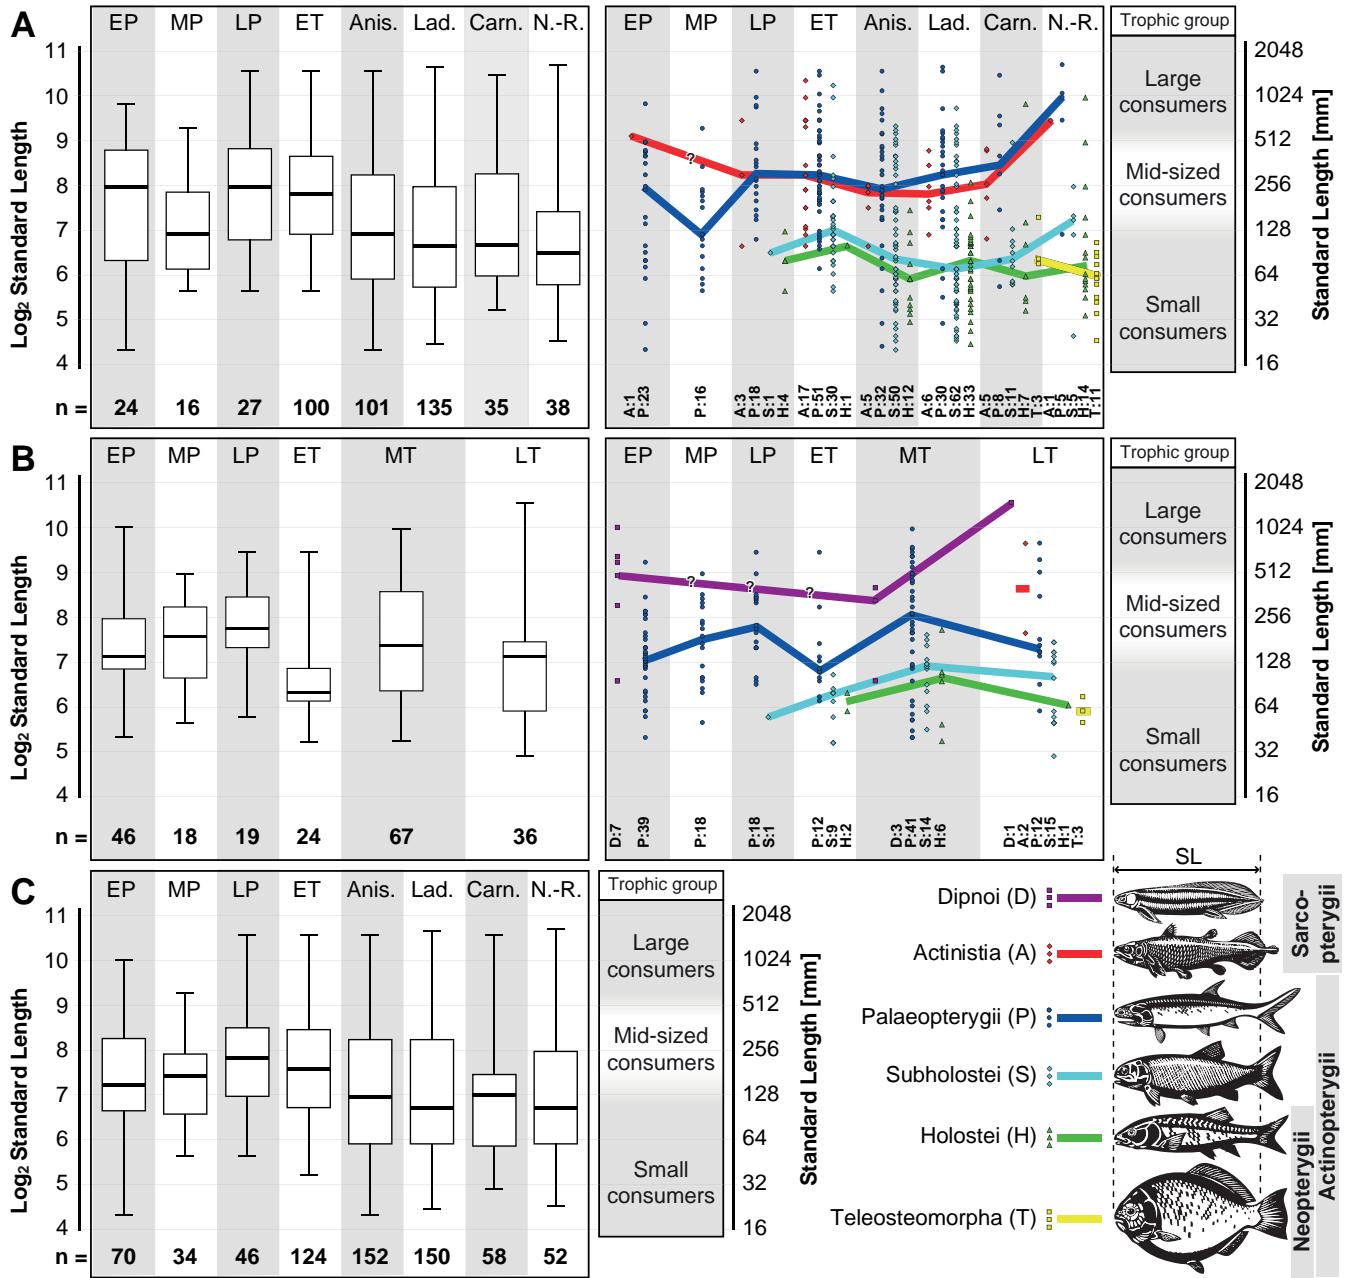 A
EP MP LP ET Anis. Lad. Carn. N.-R.
EP MP LP ET Anis. Lad. Carn. N.-R.
Trophic group
Log₂ Standard Length
11
10
9
8
7
6
5
4
Large
consumers
Mid-sized
consumers
Small
consumers
2048
1024
512
256
128
64
32
16
Standard Length [mm]
?
n = 24 16 27 100 101 135 35 38
A:1 P:23 P:16 A:3 P:18 S:1 H:4 A:17 P:51 S:30 H:1 A:5 P:32 S:50 H:12 A:6 P:30 S:62 H:33 A:5 P:8 S:11 H:7 T:3 A:1 P:5 S:5 H:14 T:11
B
EP MP LP ET MT LT
EP MP LP ET MT LT
Trophic group
Log₂ Standard Length
11
10
9
8
7
6
5
4
Large
consumers
Mid-sized
consumers
Small
consumers
2048
1024
512
256
128
64
32
16
Standard Length [mm]
? ? ?
n = 46 18 19 24 67 36
D:7 P:39 P:18 P:18 S:1 P:12 S:9 H:2 D:3 P:41 S:14 H:6 D:1 A:2 P:12 S:15 H:1 T:3
C
EP MP LP ET Anis. Lad. Carn. N.-R.
Trophic group
Log₂ Standard Length
11
10
9
8
7
6
5
4
Large
consumers
Mid-sized
consumers
Small
consumers
2048
1024
512
256
128
64
32
16
Standard Length [mm]
n = 70 34 46 124 152 150 58 52
SL
Dipnoi (D)
Actinistia (A)
Palaeopterygii (P)
Subholostei (S)
Holostei (H)
Teleosteomorpha (T)
Sarco-
pterygii
Actinopterygii
Neopterygii